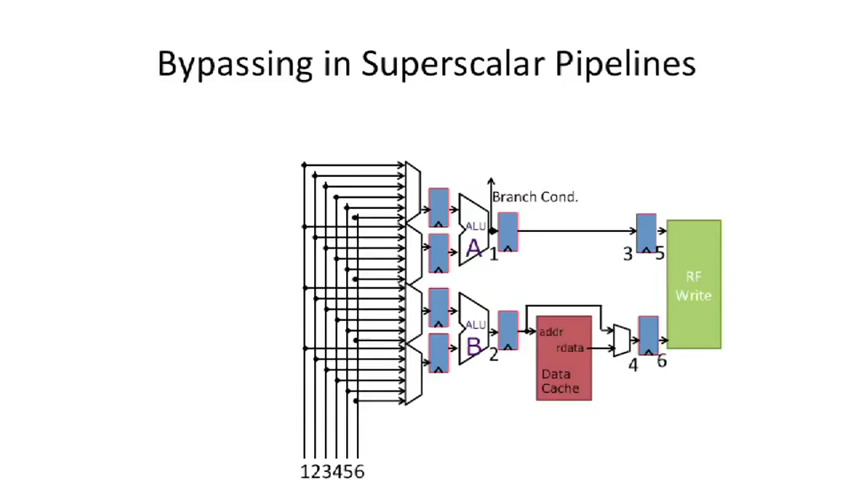 Bypassing in Superscalar Pipelines
Branch Cond.
ALU
A
1
3
5
RF
Write
ALU
B
2
addr
rdata
Data
Cache
4
6
123456